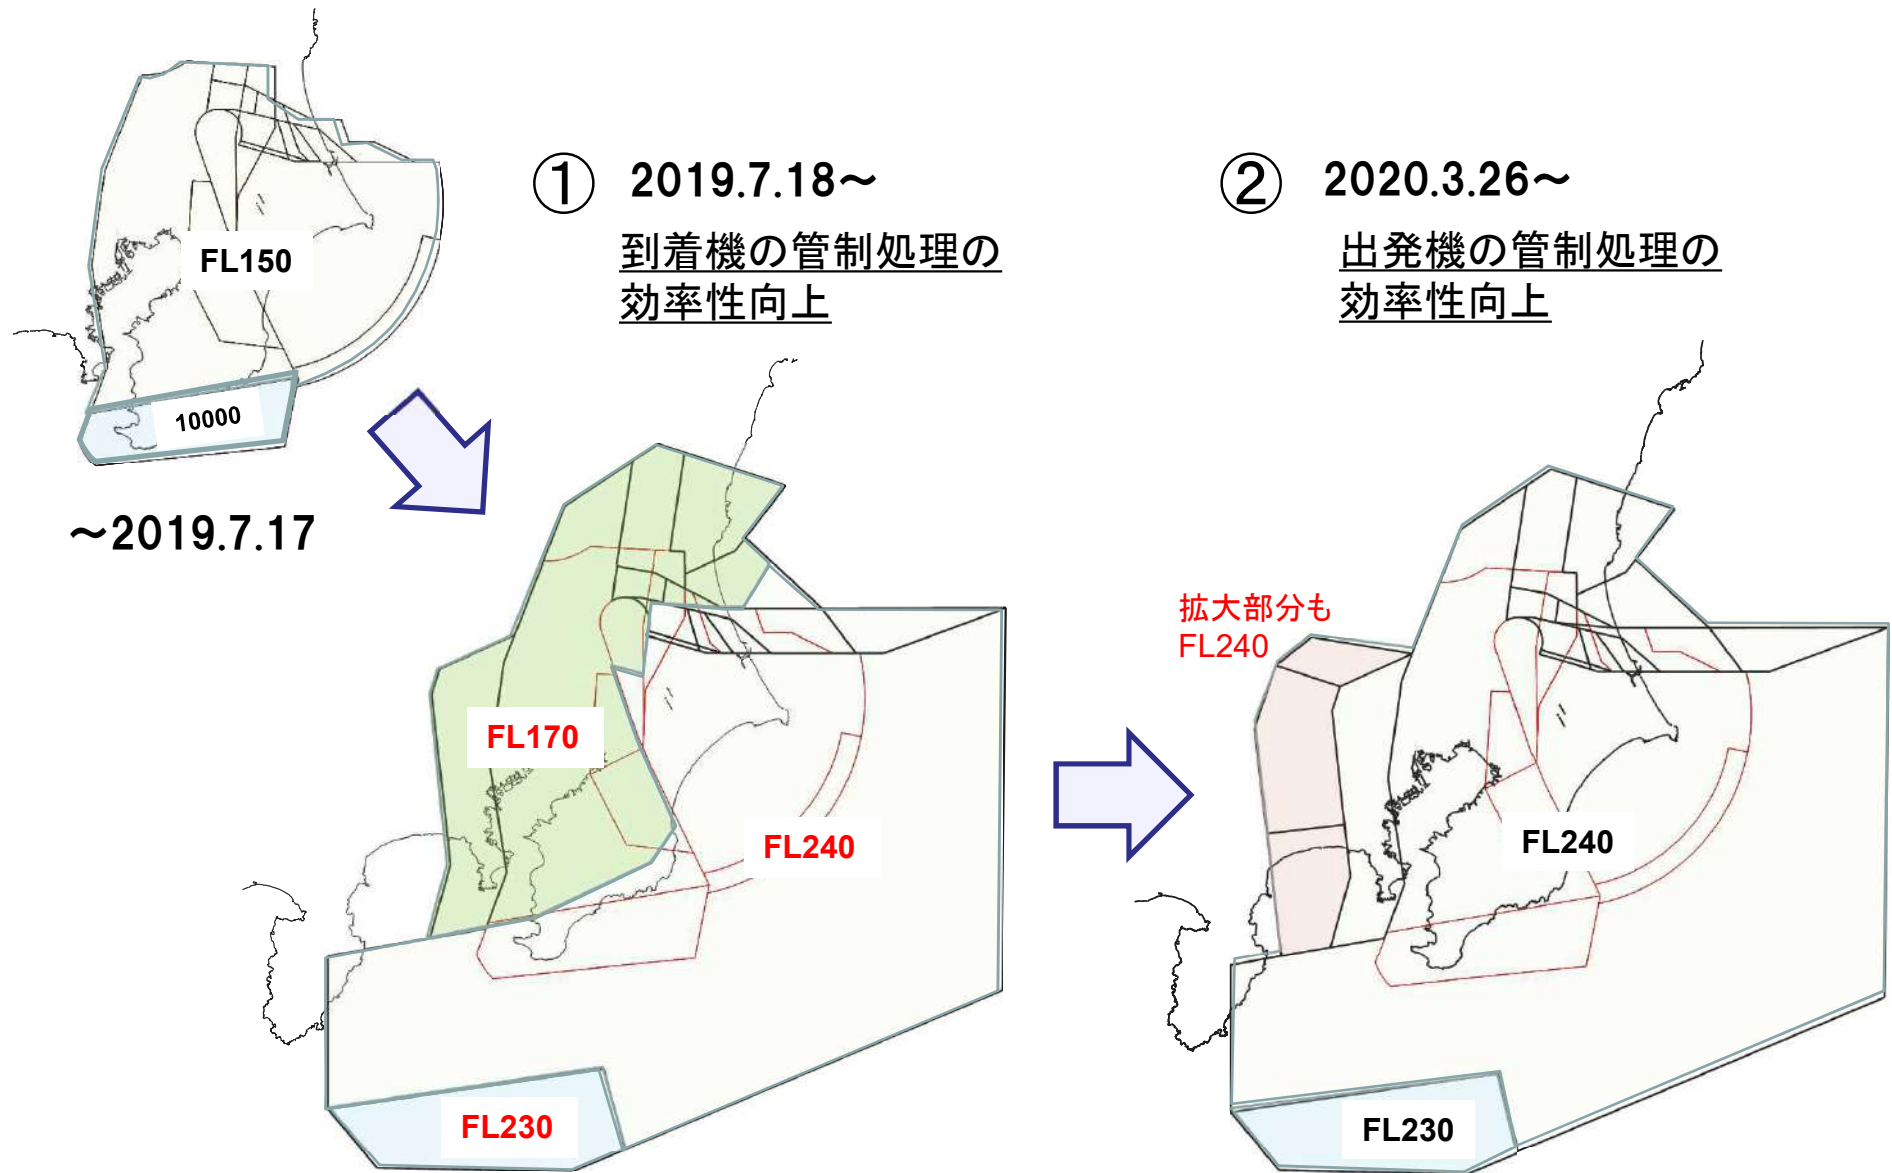 FL150
10000
～2019.7.17
① 2019.7.18～
到着機の管制処理の
効率性向上
FL170
FL240
FL230
② 2020.3.26～
出発機の管制処理の
効率性向上
拡大部分も
FL240
FL240
FL230